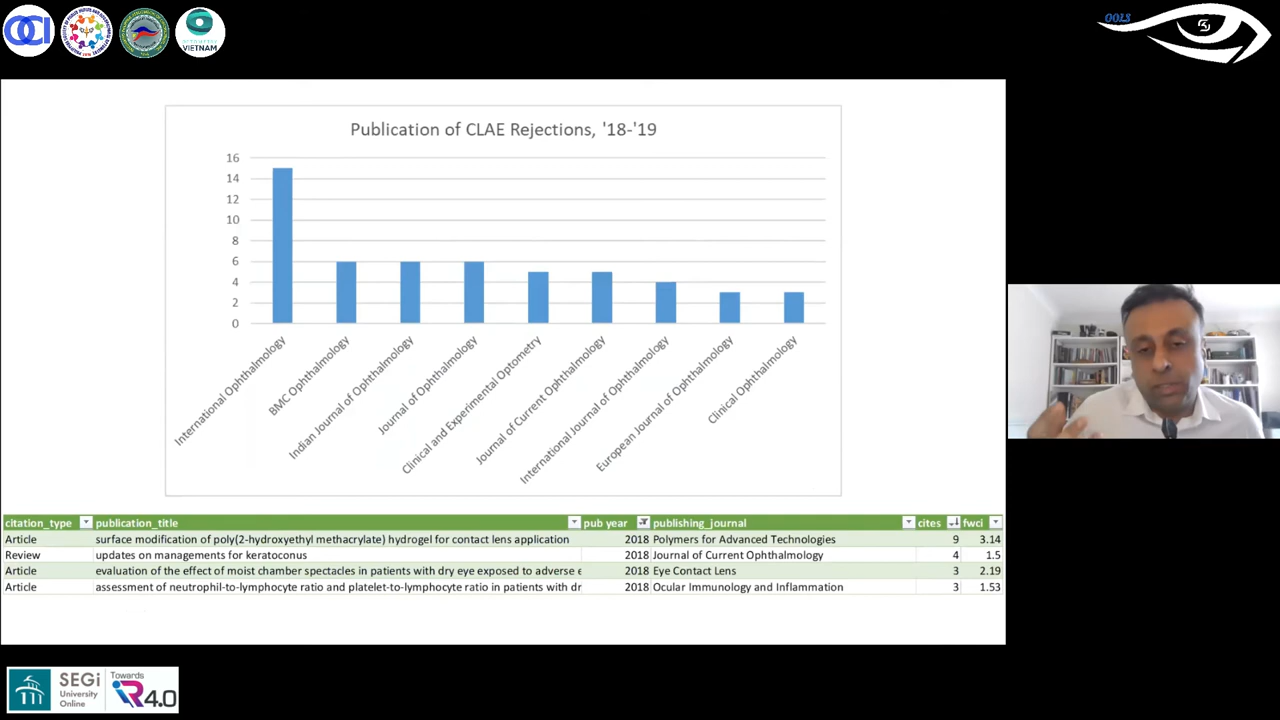 OCI
OPTOMETRY
VIETNAM
OOLS
Publication of CLAE Rejections, '18-'19
16
14
12
10
8
6
4
2
0
International Ophthalmology
BMC Ophthalmology
Indian Journal of Ophthalmology
Journal of Ophthalmology
Clinical and Experimental Optometry
Journal of Current Ophthalmology
International Journal of Ophthalmology
European Journal of Ophthalmology
Clinical Ophthalmology
citation_type publication_title pub year publishing_journal cites fwci
Article surface modification of poly(2-hydroxyethyl methacrylate) hydrogel for contact lens application 2018 Polymers for Advanced Technologies 9 3.14
Review updates on managements for keratoconus 2018 Journal of Current Ophthalmology 4 1.5
Article evaluation of the effect of moist chamber spectacles in patients with dry eye exposed to adverse e 2018 Eye Contact Lens 3 2.19
Article assessment of neutrophil-to-lymphocyte ratio and platelet-to-lymphocyte ratio in patients with dr 2018 Ocular Immunology and Inflammation 3 1.53
SEGi
University
Online
Towards
iR4.0